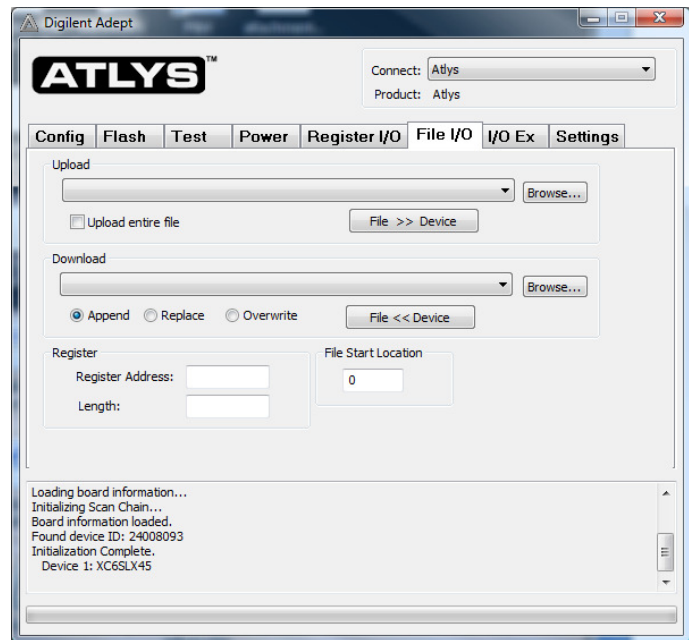 Digilent Adept
ATLYS™
Connect: Atlys
Product: Atlys
Config Flash Test Power Register I/O File I/O I/O Ex Settings
Upload
Browse...
Upload entire file File >> Device
Download
Browse...
Append Replace Overwrite File << Device
Register File Start Location
Register Address: 0
Length:
Loading board information...
Initializing Scan Chain...
Board information loaded.
Found device ID: 24008093
Initialization Complete.
Device 1: XC6SLX45